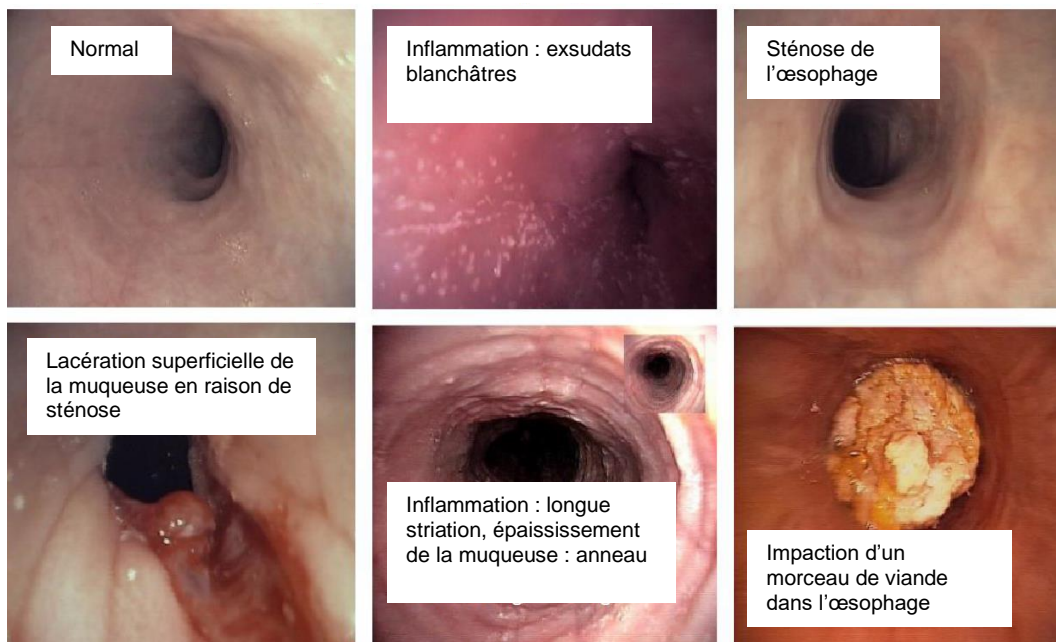 Normal
Inflammation : exsudats
blanchâtres
Sténose de
l’œsophage
Lacération superficielle de
la muqueuse en raison de
sténose
Inflammation : longue
striation, épaississement
de la muqueuse : anneau
Impaction d’un
morceau de viande
dans l’œsophage